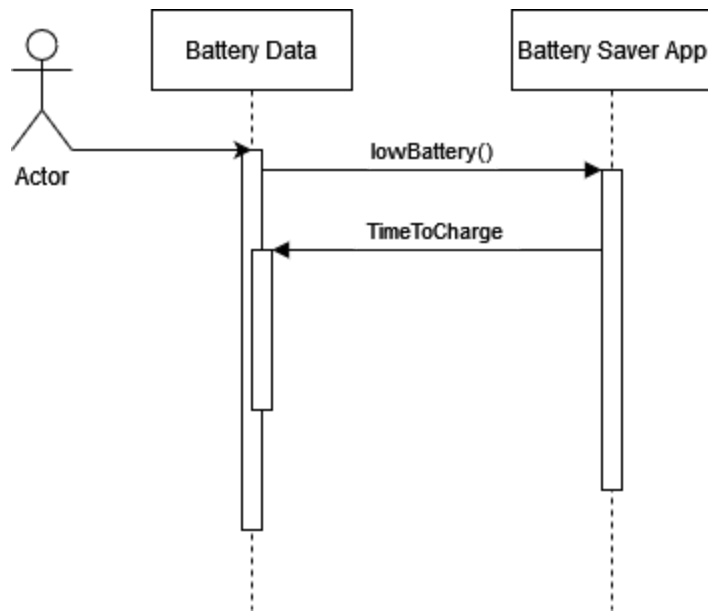 Battery Data
Battery Saver App
lowBattery()
Actor
TimeToCharge